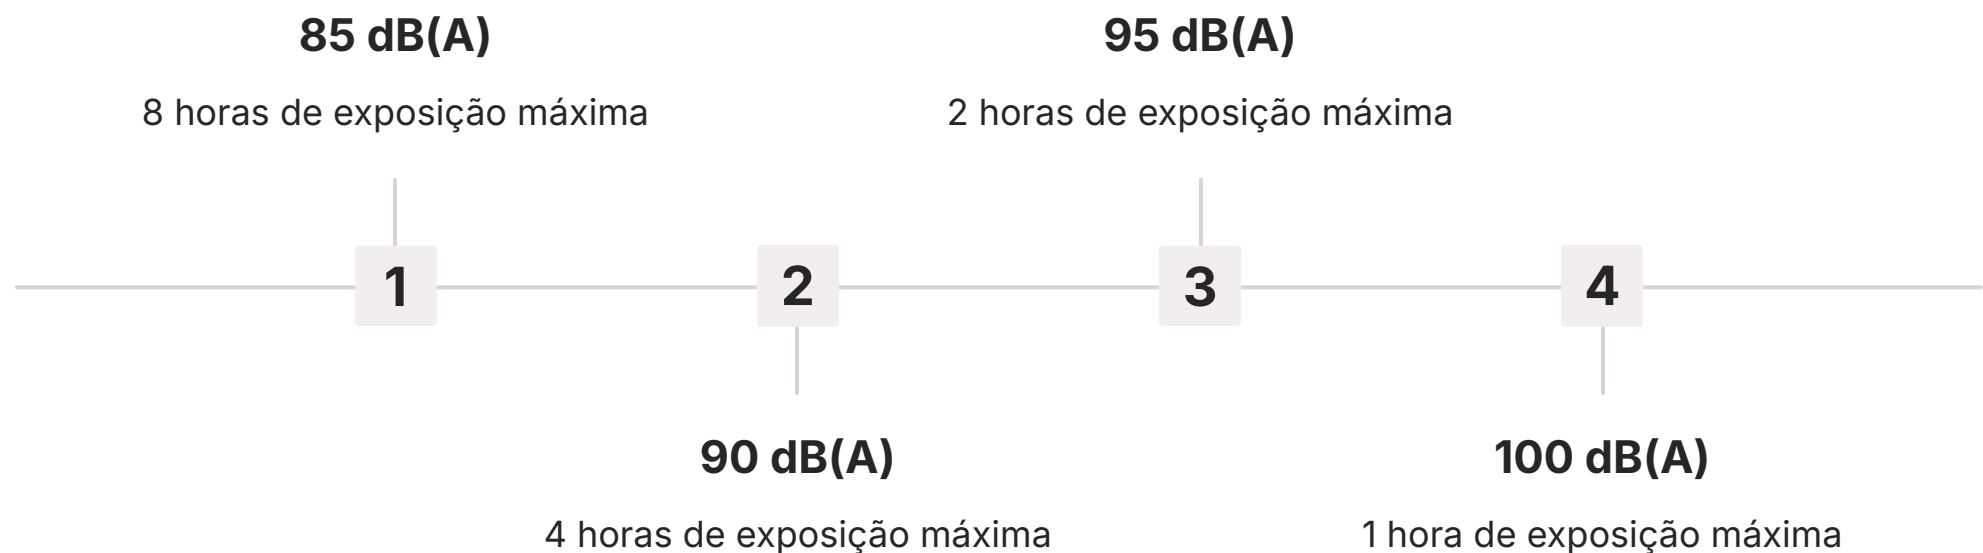 85 dB(A)
8 horas de exposição máxima
1
90 dB(A)
4 horas de exposição máxima
2
95 dB(A)
2 horas de exposição máxima
3
100 dB(A)
1 hora de exposição máxima
4